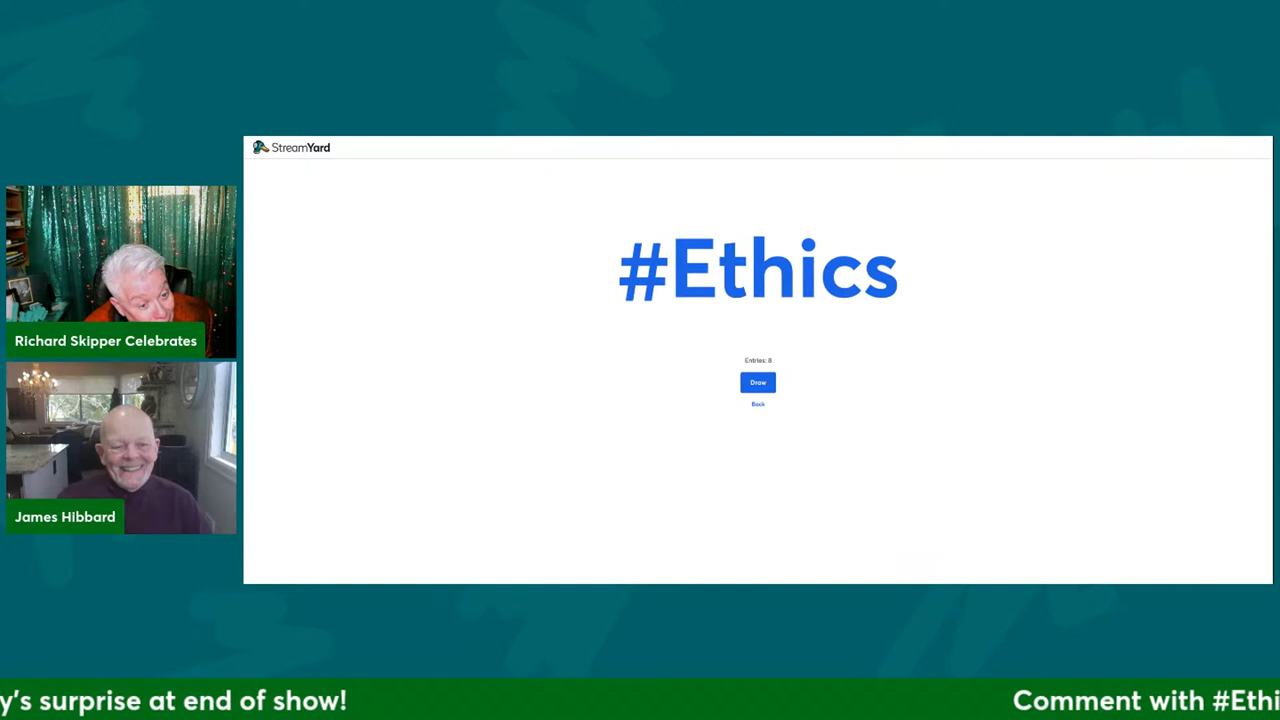 StreamYard
#Ethics
Entries: 8
Draw
Back
Richard Skipper Celebrates
James Hibbard
y's surprise at end of show!
Comment with #Ethi